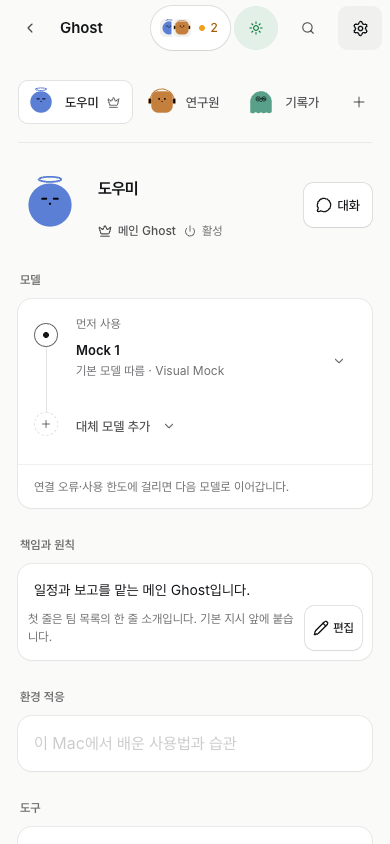 Ghost
2
도우미
연구원
기록가
도우미
메인 Ghost
활성
대화
모델
먼저 사용
Mock 1
기본 모델 따름 · Visual Mock
대체 모델 추가
연결 오류·사용 한도에 걸리면 다음 모델로 이어갑니다.
책임과 원칙
일정과 보고를 맡는 메인 Ghost입니다.
첫 줄은 팀 목록의 한 줄 소개입니다. 기본 지시 앞에 붙습
니다.
편집
환경 적응
이 Mac에서 배운 사용법과 습관
도구